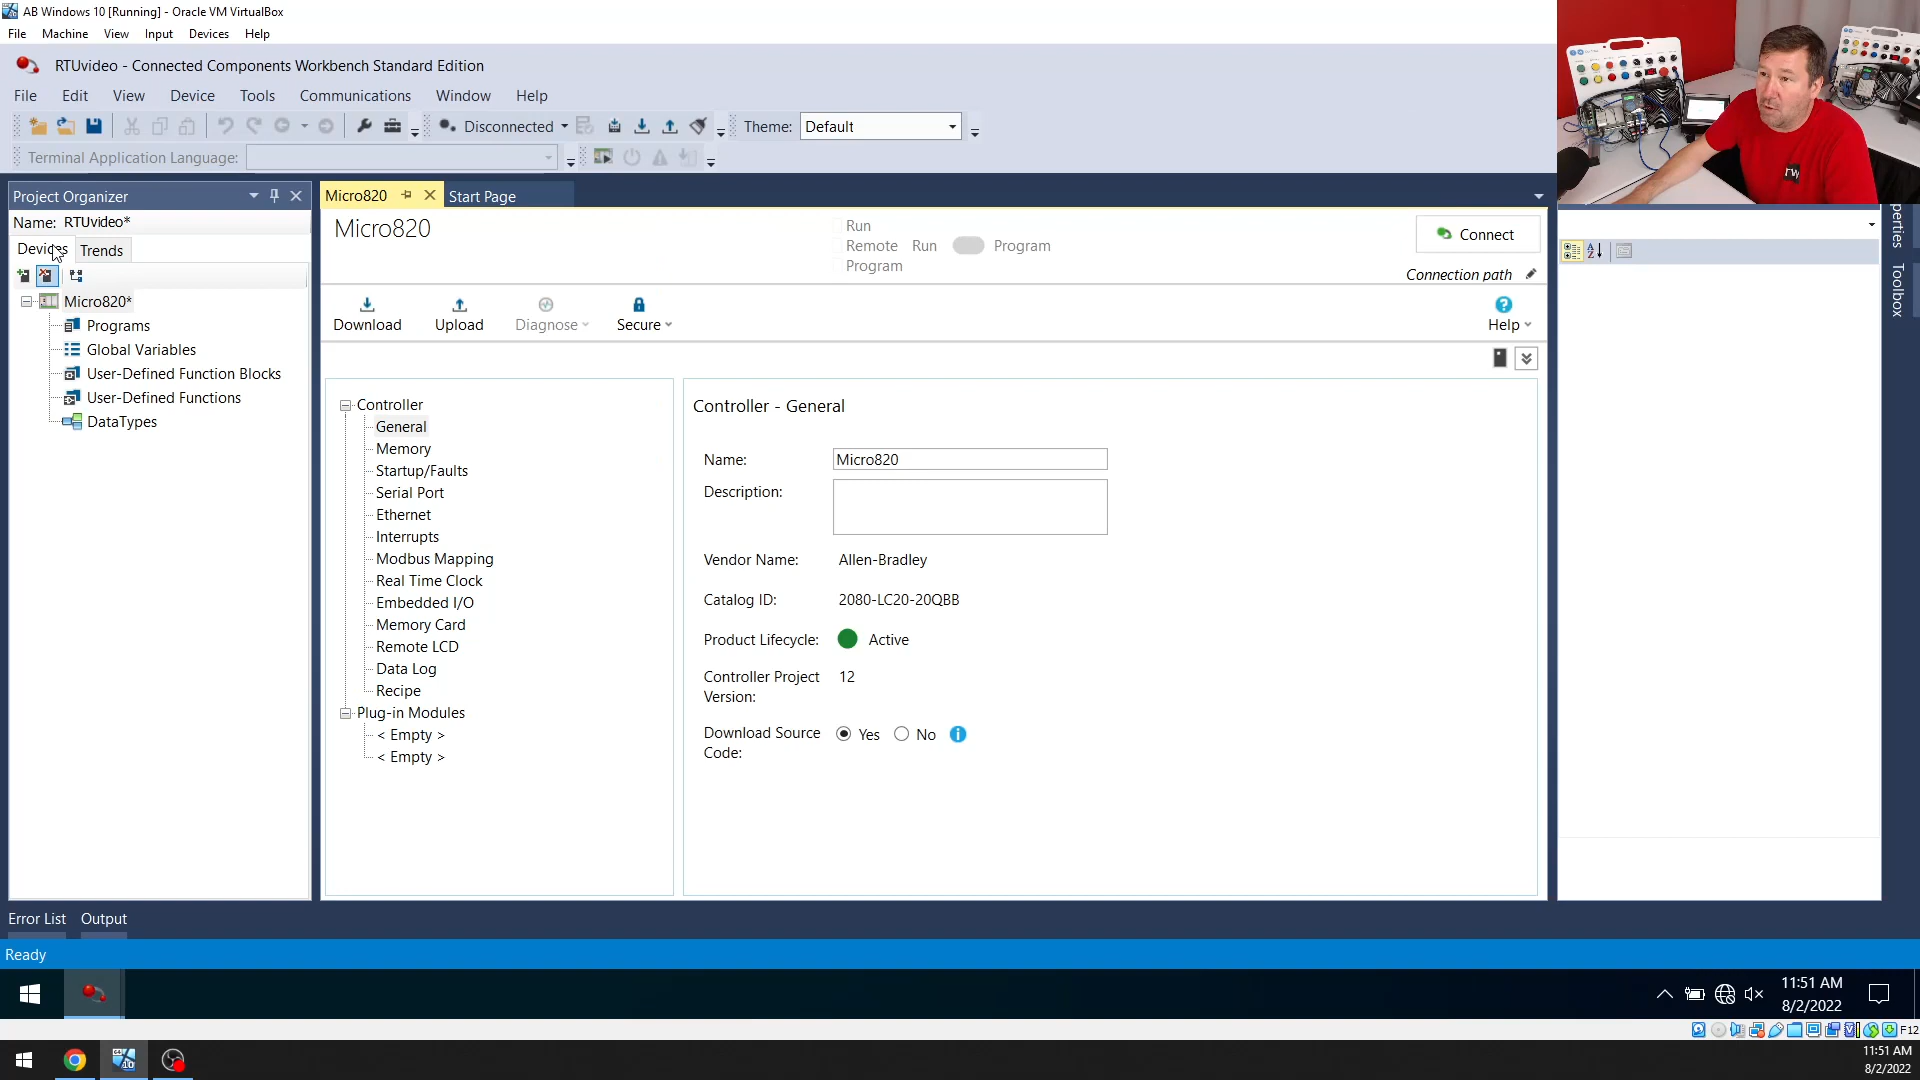 AB Windows 10 [Running] - Oracle VM VirtualBox
File Machine View Input Devices Help
RTUvideo - Connected Components Workbench Standard Edition
File Edit View Device Tools Communications Window Help
Disconnected Theme: Default
Terminal Application Language:
Project Organizer
Name: RTUvideo*
Devices Trends
Micro820*
Programs
Global Variables
User-Defined Function Blocks
User-Defined Functions
DataTypes
Micro820 Start Page
Micro820
Run
Remote Run Program
Program
Connect
Connection path
Download Upload Diagnose Secure Help
Controller
General
Memory
Startup/Faults
Serial Port
Ethernet
Interrupts
Modbus Mapping
Real Time Clock
Embedded I/O
Memory Card
Remote LCD
Data Log
Recipe
Plug-in Modules
< Empty >
< Empty >
Controller - General
Name: Micro820
Description:
Vendor Name: Allen-Bradley
Catalog ID: 2080-LC20-20QBB
Product Lifecycle: Active
Controller Project
Version: 12
Download Source
Code: Yes No
perties
Toolbox
Error List Output
Ready
11:51 AM
8/2/2022
F12
11:51 AM
8/2/2022